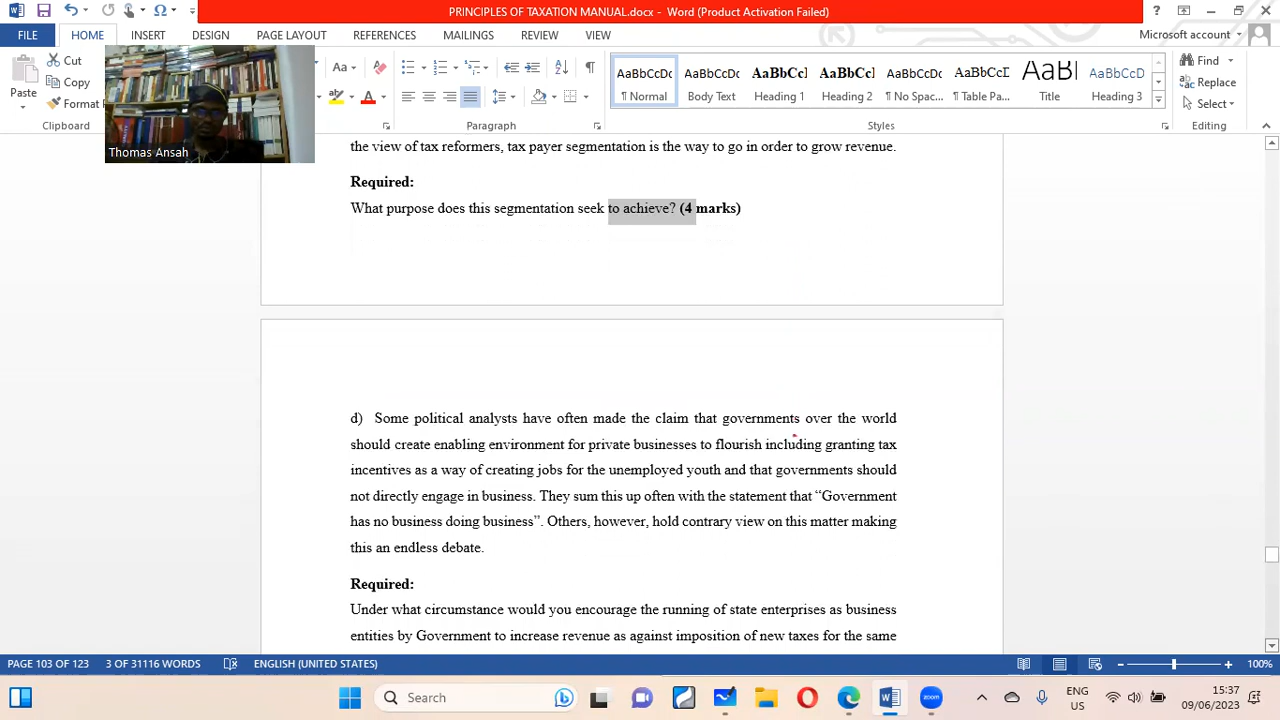 PRINCIPLES OF TAXATION MANUAL.docx - Word (Product Activation Failed)
FILE HOME INSERT DESIGN PAGE LAYOUT REFERENCES MAILINGS REVIEW VIEW Microsoft account
Cut
Copy
Format
Paste
Clipboard
Thomas Ansah
Aa
A
Paragraph
AaBbCcDc AaBbCcDc AaBbCcI AaBbCcI AaBbCcDc AaBbCcD AaBl AaBbCcD
¶ Normal Body Text Heading 1 Heading 2 ¶ No Spac... ¶ Table Pa... Title Heading 3
Styles
Find
Replace
Select
Editing
the view of tax reformers, tax payer segmentation is the way to go in order to grow revenue.
Required:
What purpose does this segmentation seek to achieve? (4 marks)
d) Some political analysts have often made the claim that governments over the world
should create enabling environment for private businesses to flourish including granting tax
incentives as a way of creating jobs for the unemployed youth and that governments should
not directly engage in business. They sum this up often with the statement that “Government
has no business doing business”. Others, however, hold contrary view on this matter making
this an endless debate.
Required:
Under what circumstance would you encourage the running of state enterprises as business
entities by Government to increase revenue as against imposition of new taxes for the same
PAGE 103 OF 123 3 OF 31116 WORDS ENGLISH (UNITED STATES) 100%
Search
ENG
US
15:37
09/06/2023